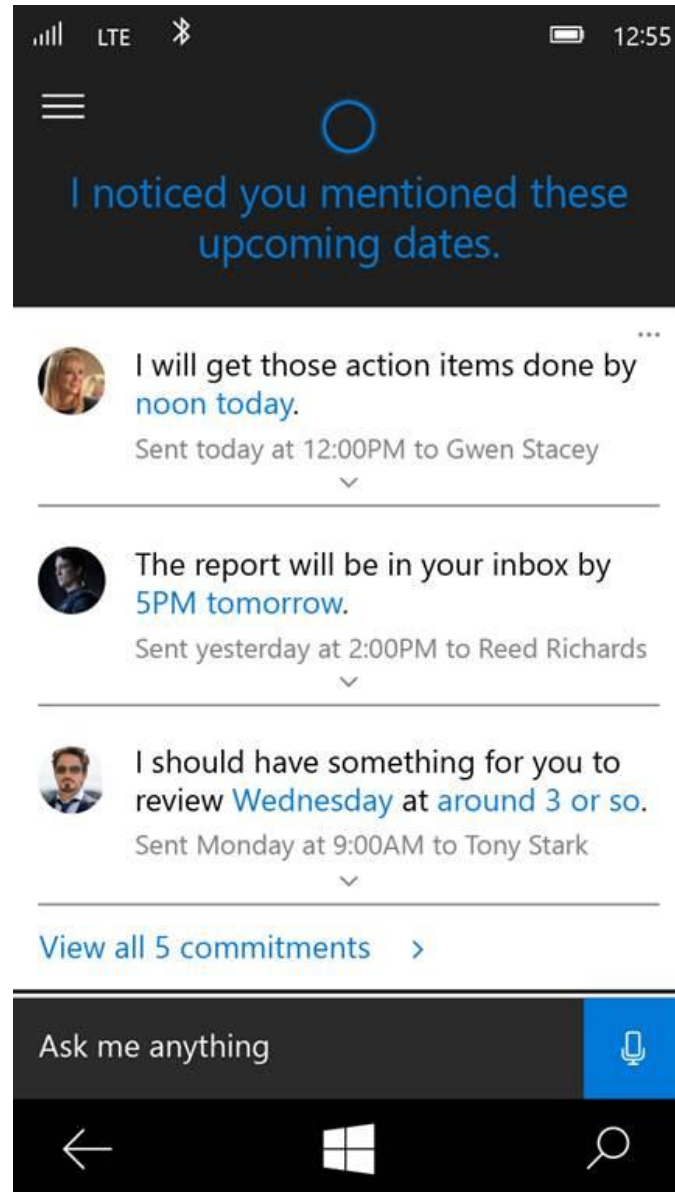 LTE 12:55
I noticed you mentioned these
upcoming dates.
I will get those action items done by
noon today.
Sent today at 12:00PM to Gwen Stacey
The report will be in your inbox by
5PM tomorrow.
Sent yesterday at 2:00PM to Reed Richards
I should have something for you to
review Wednesday at around 3 or so.
Sent Monday at 9:00AM to Tony Stark
View all 5 commitments
Ask me anything